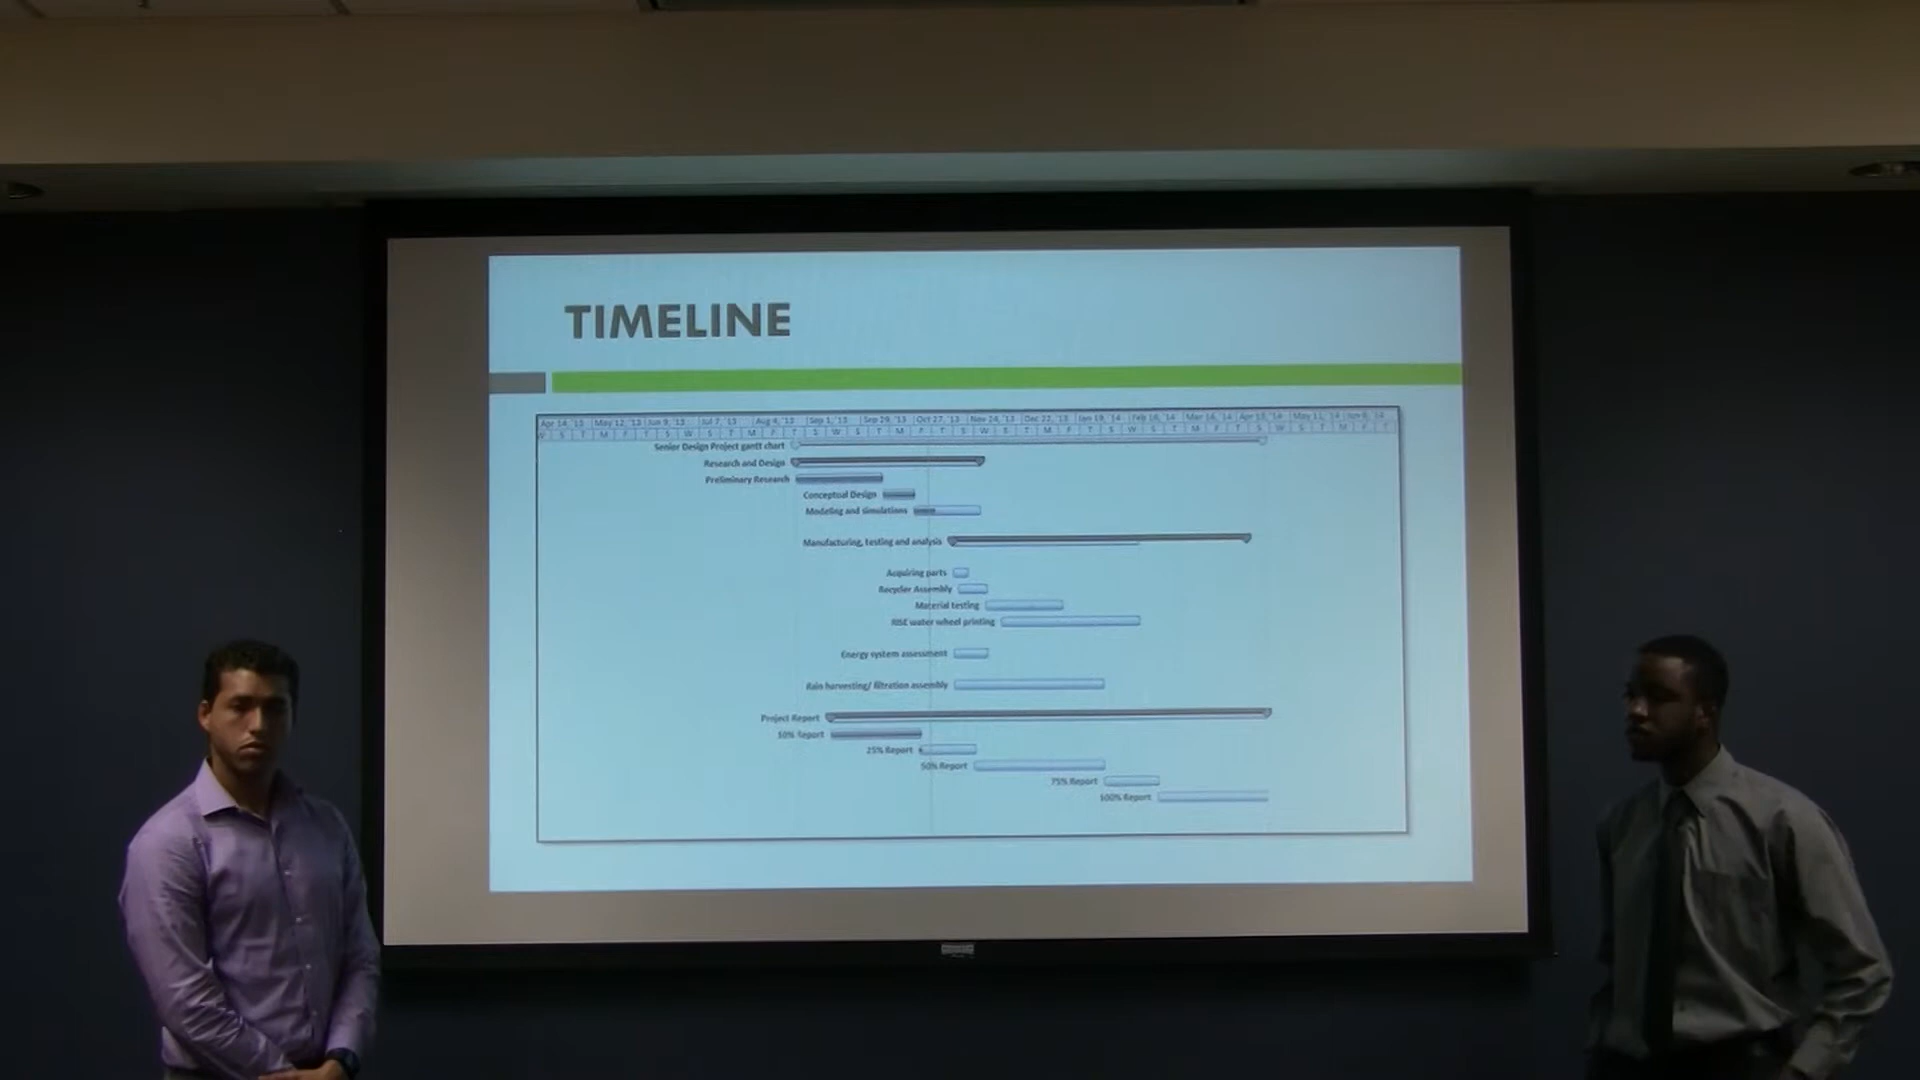 TIMELINE
Apr 14, '13 May 12, '13 Jun 9, '13 Jul 7, '13 Aug 4, '13 Sep 1, '13 Sep 29, '13 Oct 27, '13 Nov 24, '13 Dec 22, '13 Jan 19, '14 Feb 16, '14 Mar 16, '14 Apr 13, '14 May 11, '14 Jun 8, '14
W S T M F T S W S T M F T S W S T M F T S W S T M F T S W S T M F T S W S T M F T
Senior Design Project gantt chart
Research and Design
Preliminary Research
Conceptual Design
Modeling and simulations
Manufacturing, testing and analysis
Acquiring parts
Recycler Assembly
Material testing
RISE water wheel printing
Energy system assessment
Rain harvesting/ filtration assembly
Project Report
10% Report
25% Report
50% Report
75% Report
100% Report